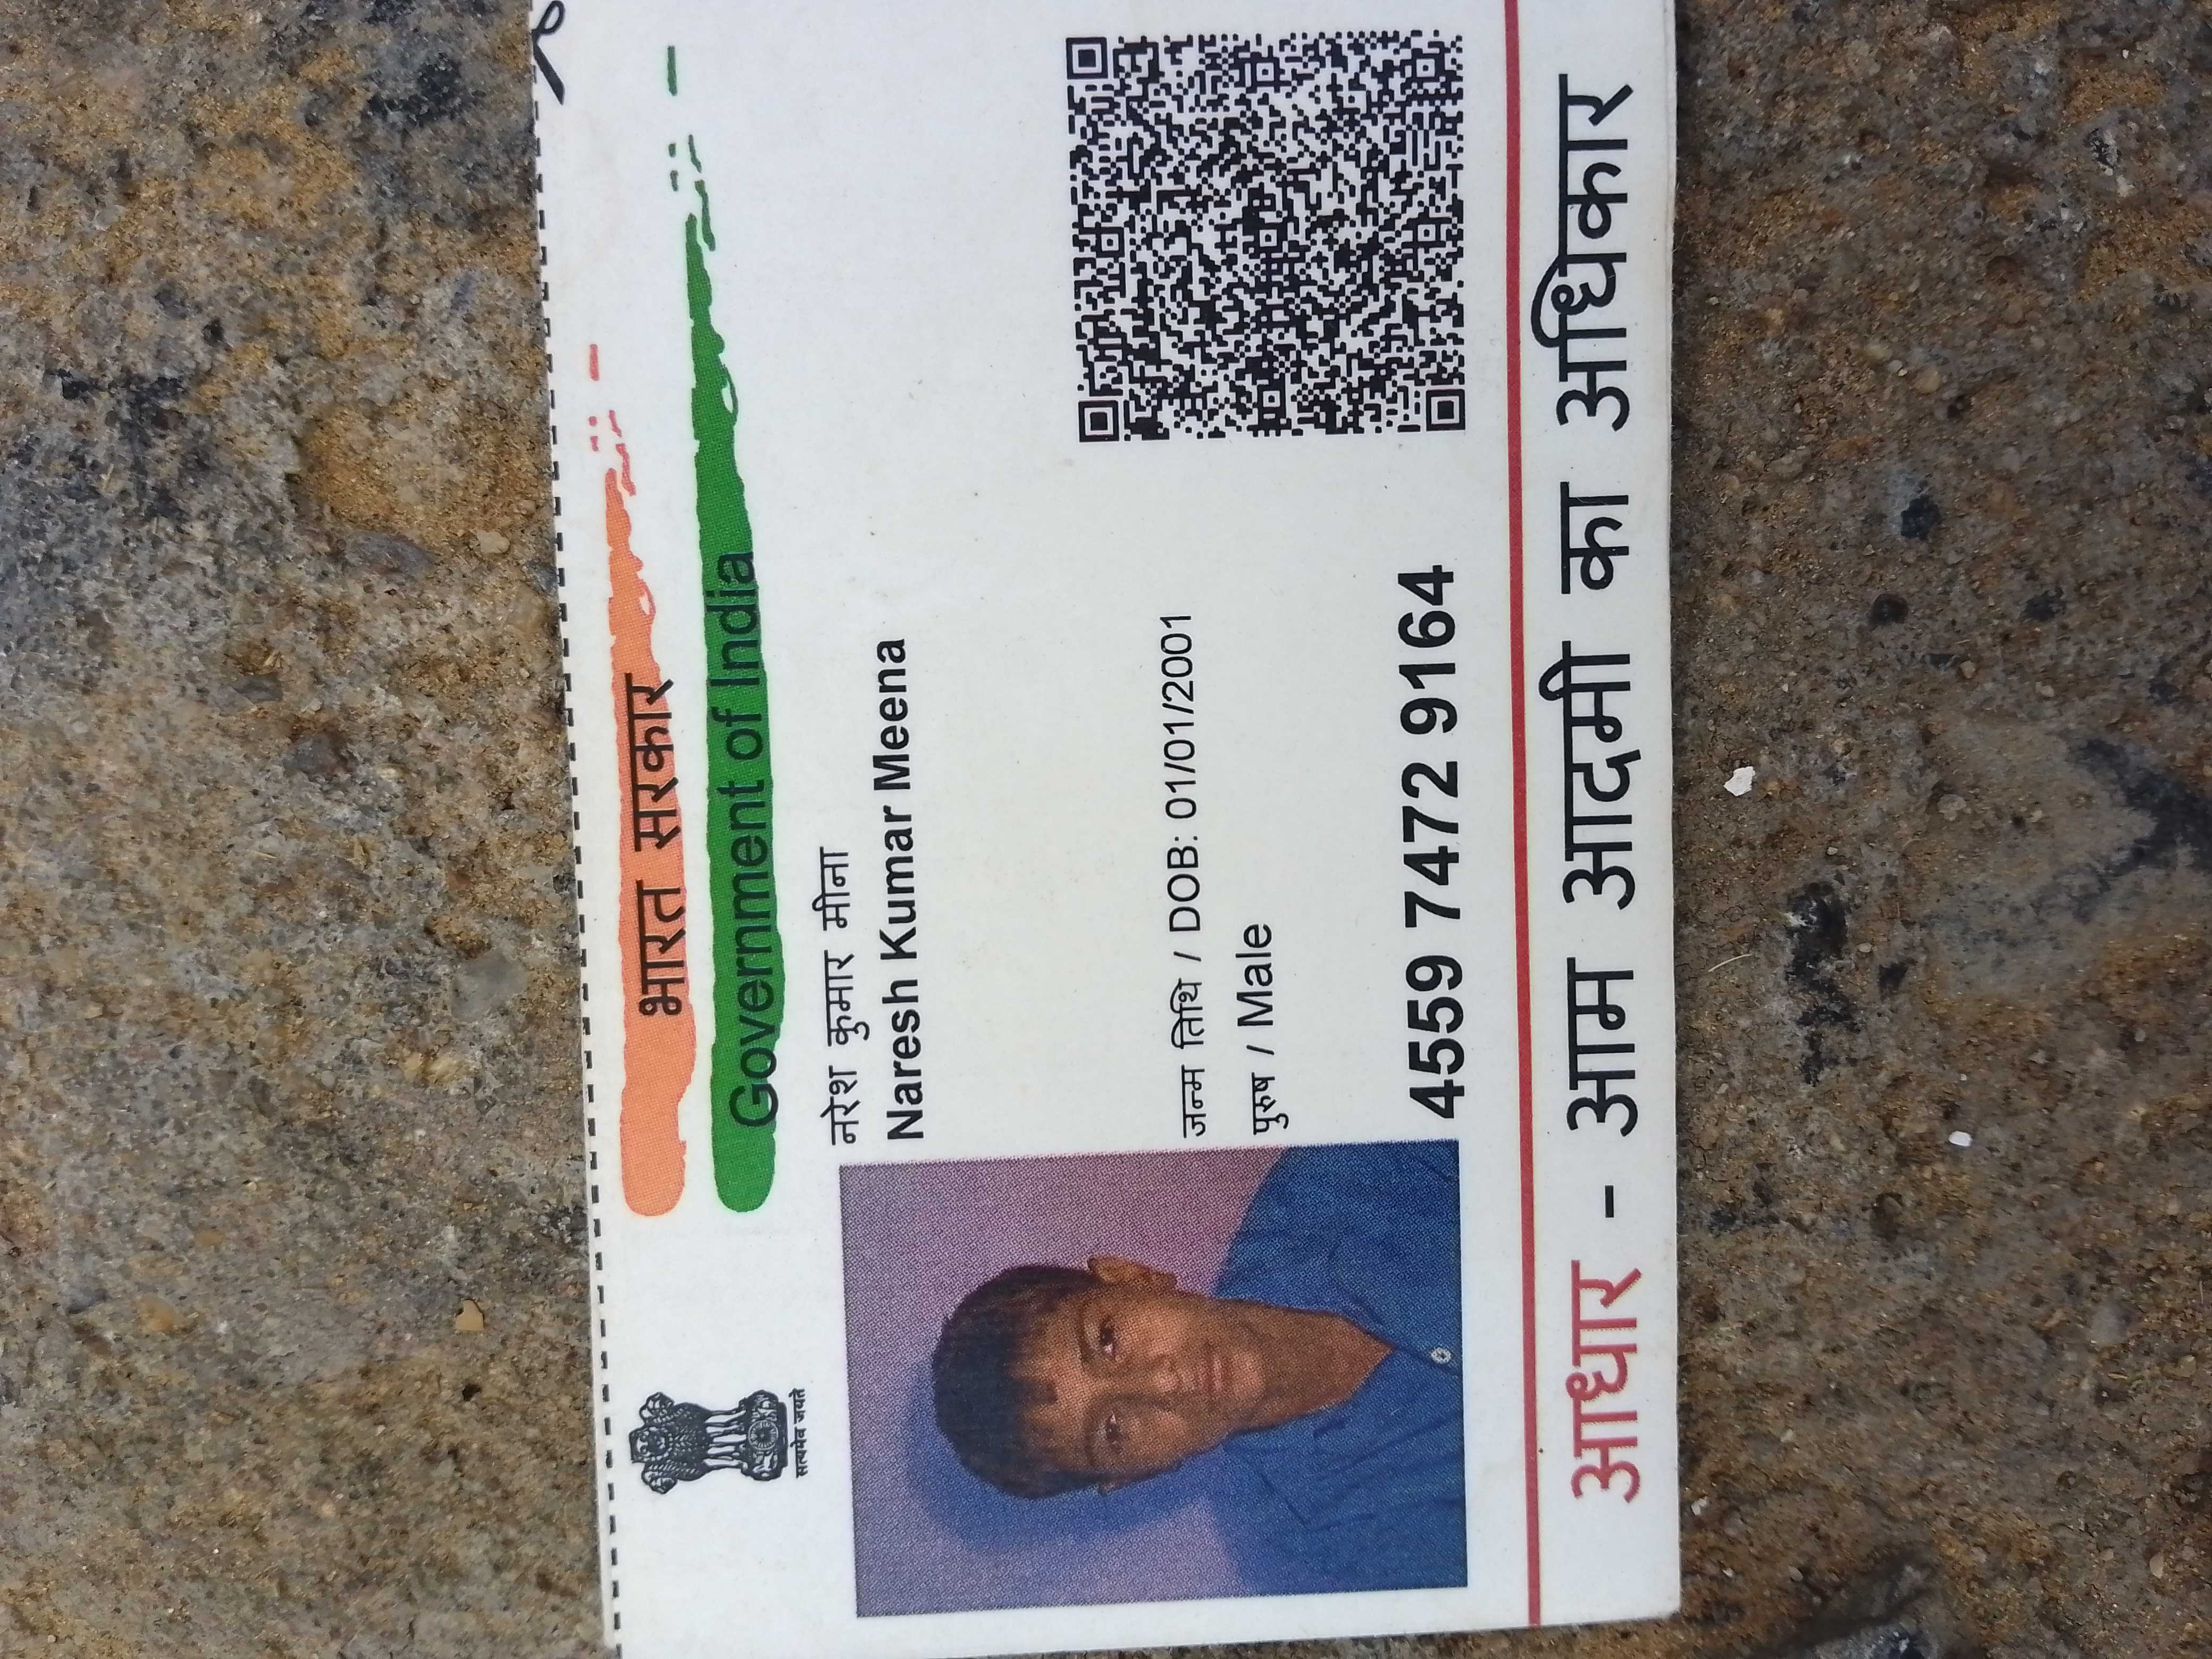 भारत सरकार
Government of India
सत्यमेव जयते
नरेश कुमार मीना
Naresh Kumar Meena
जन्म तिथि / DOB: 01/01/2001
पुरुष / Male
4559 7472 9164
आधार - आम आदमी का अधिकार